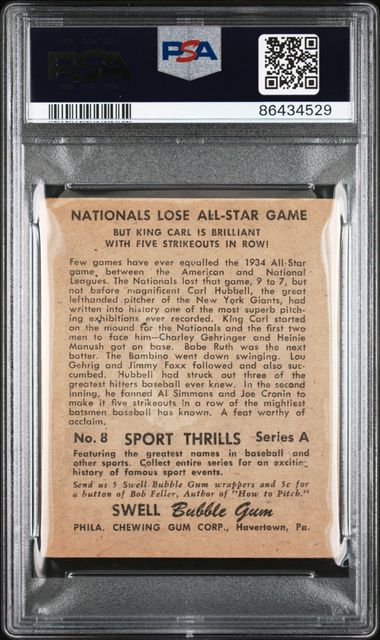 PSA
PSA
86434529
NATIONALS LOSE ALL-STAR GAME
BUT KING CARL IS BRILLIANT
WITH FIVE STRIKEOUTS IN ROW!
Few games have ever equalled the 1934 All-Star
game between the American and National
Leagues. The Nationals lost that game, 9 to 7, but
not before magnificent Carl Hubbell, the great
lefthanded pitcher of the New York Giants, had
written into history one of the most superb pitch-
ing exhibitions ever recorded. King Carl started
on the mound for the Nationals and the first two
men to face him—Charley Gehringer and Heinie
Manush got on base. Babe Ruth was the next
batter. The Bambino went down swinging. Lou
Gehrig and Jimmy Foxx followed and also suc-
cumbed. Hubbell had struck out three of the
greatest hitters baseball ever knew. In the second
inning, he fanned Al Simmons and Joe Cronin to
make it five strikeouts in a row of the mightiest
batsmen baseball has known. A feat worthy of
acclaim.
No. 8 SPORT THRILLS Series A
Featuring the greatest names in baseball and
other sports. Collect entire series for an excitin-
history of famous sport events.
Send us 5 Swell Bubble Gum wrappers and 5c for
a button of Bob Feller, Author of "How to Pitch."
SWELL Bubble Gum
PHILA. CHEWING GUM CORP., Havertown, Pa.